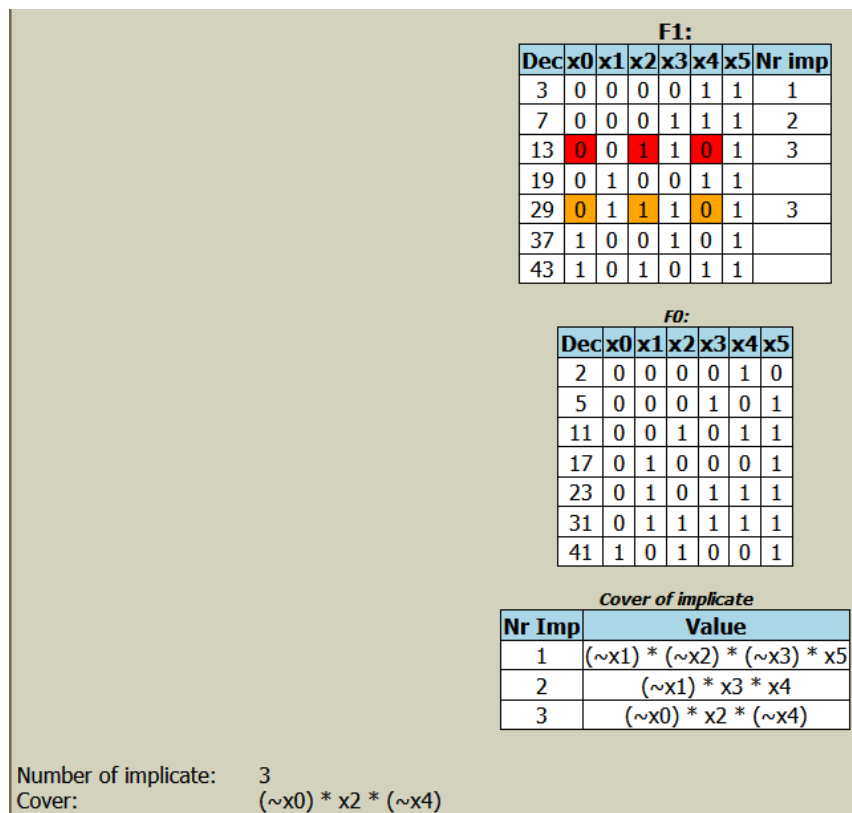 F1:
Dec x0 x1 x2 x3 x4 x5 Nr imp
3 0 0 0 0 1 1 1
7 0 0 0 1 1 1 2
13 0 0 1 1 0 1 3
19 0 1 0 0 1 1
29 0 1 1 1 0 1 3
37 1 0 0 1 0 1
43 1 0 1 0 1 1
F0:
Dec x0 x1 x2 x3 x4 x5
2 0 0 0 0 1 0
5 0 0 0 1 0 1
11 0 0 1 0 1 1
17 0 1 0 0 0 1
23 0 1 0 1 1 1
31 0 1 1 1 1 1
41 1 0 1 0 0 1
Cover of implicate
Nr Imp Value
1 (~x1) * (~x2) * (~x3) * x5
2 (~x1) * x3 * x4
3 (~x0) * x2 * (~x4)
Number of implicate: 3
Cover: (~x0) * x2 * (~x4)